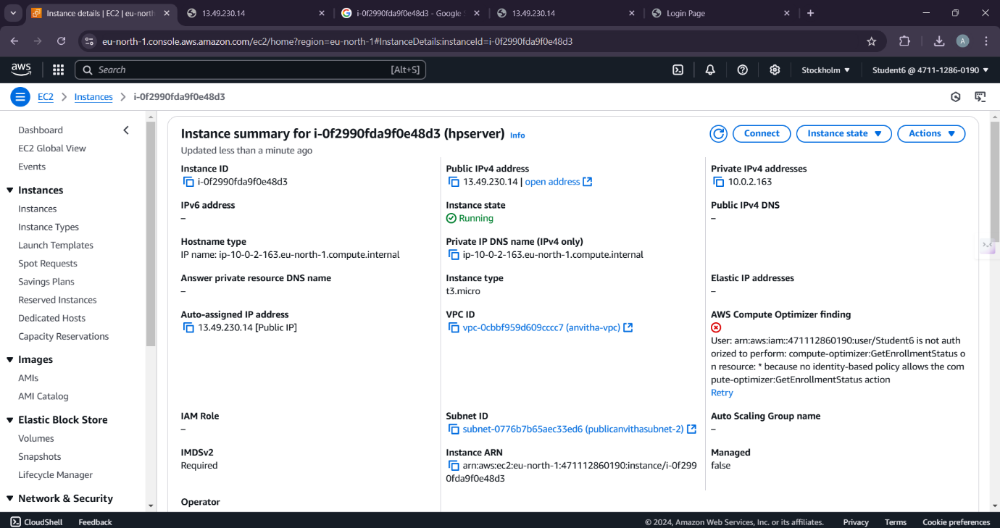 Instance details | EC2 | eu-north
13.49.230.14
i-0f2990fda9f0e48d3 - Google
13.49.230.14
Login Page
eu-north-1.console.aws.amazon.com/ec2/home?region=eu-north-1#InstanceDetails:instanceId=i-0f2990fda9f0e48d3
A
aws
Search
[Alt+S]
Stockholm
Student6 @ 4711-1286-0190
EC2
Instances
i-0f2990fda9f0e48d3
Dashboard
EC2 Global View
Events
Instances
Instances
Instance Types
Launch Templates
Spot Requests
Savings Plans
Reserved Instances
Dedicated Hosts
Capacity Reservations
Images
AMIs
AMI Catalog
Elastic Block Store
Volumes
Snapshots
Lifecycle Manager
Network & Security
Instance summary for i-0f2990fda9f0e48d3 (hpserver) Info
Updated less than a minute ago
Connect
Instance state
Actions
Instance ID
i-0f2990fda9f0e48d3
Public IPv4 address
13.49.230.14 | open address
Private IPv4 addresses
10.0.2.163
IPv6 address
–
Instance state
Running
Public IPv4 DNS
–
Hostname type
IP name: ip-10-0-2-163.eu-north-1.compute.internal
Private IP DNS name (IPv4 only)
ip-10-0-2-163.eu-north-1.compute.internal
Answer private resource DNS name
–
Instance type
t3.micro
Elastic IP addresses
–
Auto-assigned IP address
13.49.230.14 [Public IP]
VPC ID
vpc-0cbbf959d609cccc7 (anvitha-vpc)
AWS Compute Optimizer finding
User: arn:aws:iam::471112860190:user/Student6 is not auth
orized to perform: compute-optimizer:GetEnrollmentStatus o
n resource: * because no identity-based policy allows the com
pute-optimizer:GetEnrollmentStatus action
Retry
IAM Role
–
Subnet ID
subnet-0776b7b65aec33ed6 (publicanvithasubnet-2)
Auto Scaling Group name
–
IMDSv2
Required
Instance ARN
arn:aws:ec2:eu-north-1:471112860190:instance/i-0f299
0fda9f0e48d3
Managed
false
Operator
CloudShell
Feedback
© 2024, Amazon Web Services, Inc. or its affiliates.
Privacy
Terms
Cookie preferences